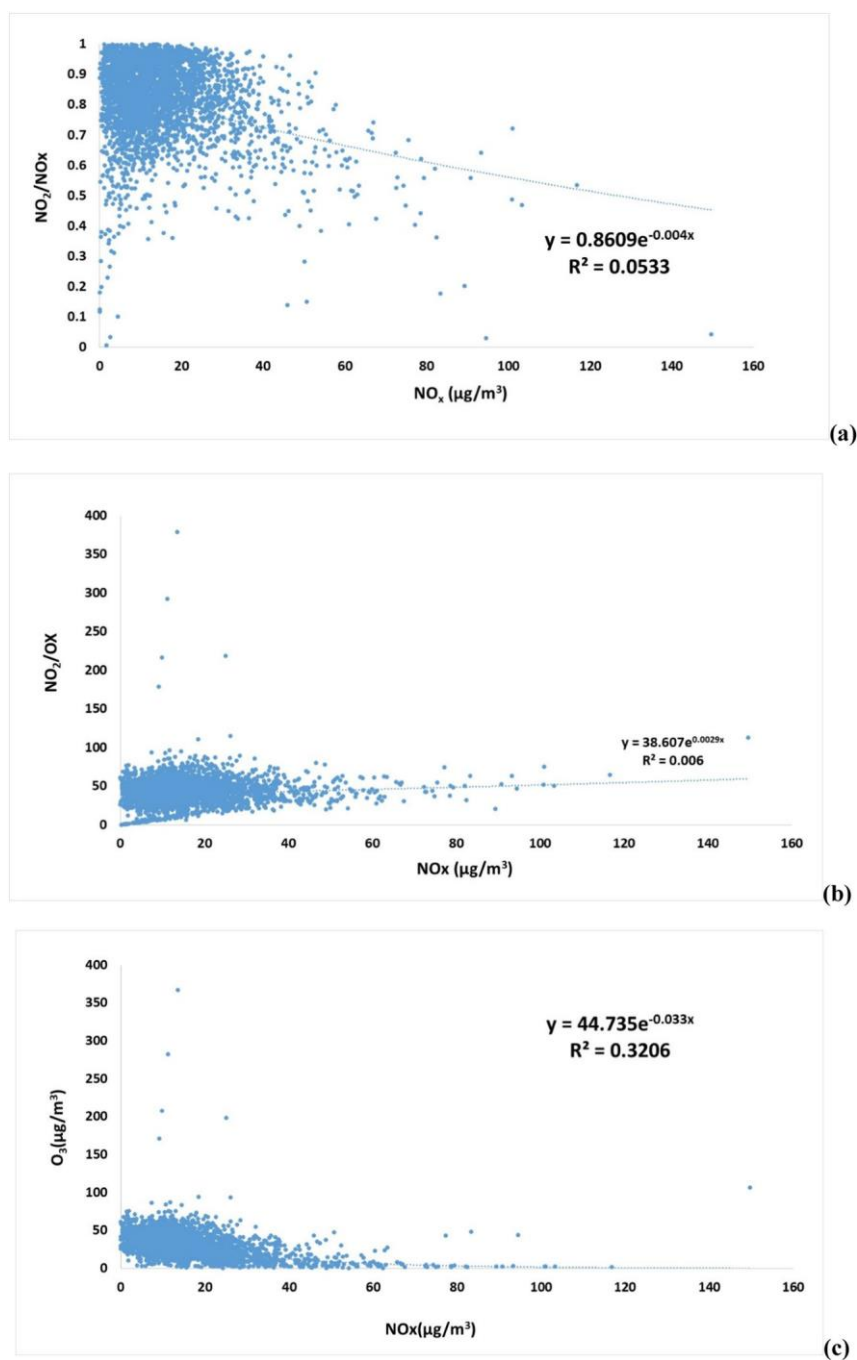 1
0.9
0.8
0.7
0.6
0.5
0.4
0.3
0.2
0.1
0
NO₂/NOx
0 20 40 60 80 100 120 140 160
NOₓ (µg/m³)
y = 0.8609e⁻⁰·⁰⁰⁴ˣ
R² = 0.0533
(a)
400
350
300
250
200
150
100
50
0
NO₂/OX
0 20 40 60 80 100 120 140 160
NOx (µg/m³)
y = 38.607e⁰·⁰⁰²⁹ˣ
R² = 0.006
(b)
400
350
300
250
200
150
100
50
0
O₃(µg/m³)
0 20 40 60 80 100 120 140 160
NOx(µg/m³)
y = 44.735e⁻⁰·⁰³³ˣ
R² = 0.3206
(c)